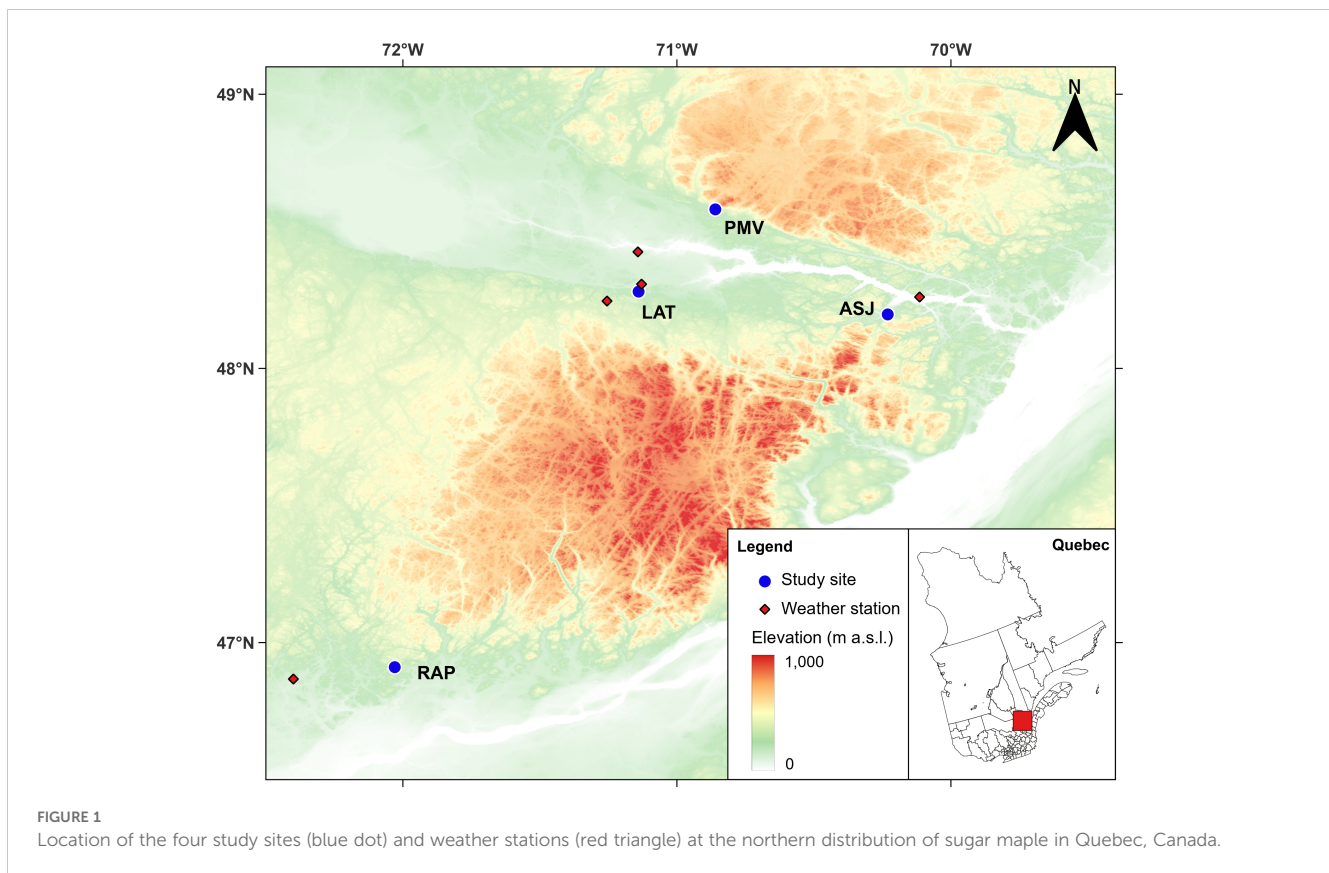 72°W 71°W 70°W
49°N
N
PMV
LAT
ASJ
48°N
Legend
Quebec
Study site
Weather station
Elevation (m a.s.l.)
1,000
0
47°N
RAP
FIGURE 1
Location of the four study sites (blue dot) and weather stations (red triangle) at the northern distribution of sugar maple in Quebec, Canada.